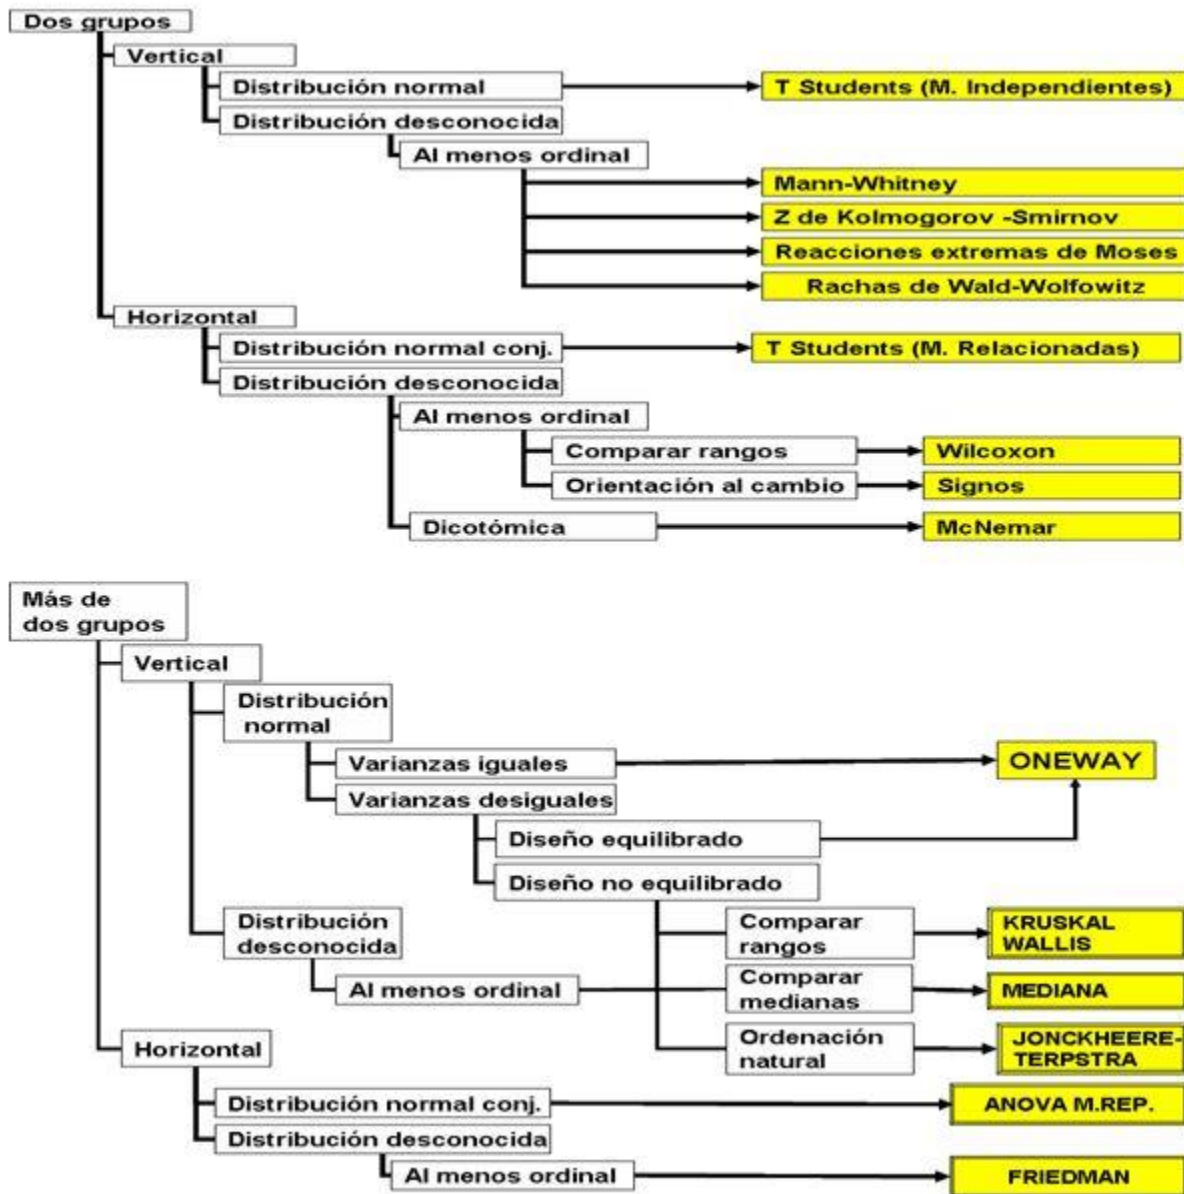 Dos grupos
Vertical
Distribución normal
T Students (M. Independientes)
Distribución desconocida
Al menos ordinal
Mann-Whitney
Z de Kolmogorov -Smirnov
Reacciones extremas de Moses
Rachas de Wald-Wolfowitz
Horizontal
Distribución normal conj.
T Students (M. Relacionadas)
Distribución desconocida
Al menos ordinal
Comparar rangos
Wilcoxon
Orientación al cambio
Signos
Dicotómica
McNemar
Más de
dos grupos
Vertical
Distribución
normal
Varianzas iguales
ONEWAY
Varianzas desiguales
Diseño equilibrado
Diseño no equilibrado
Distribución
desconocida
Comparar
rangos
KRUSKAL
WALLIS
Al menos ordinal
Comparar
medianas
MEDIANA
Ordenación
natural
JONCKHEERE-
TERPSTRA
Horizontal
Distribución normal conj.
ANOVA M.REP.
Distribución desconocida
Al menos ordinal
FRIEDMAN